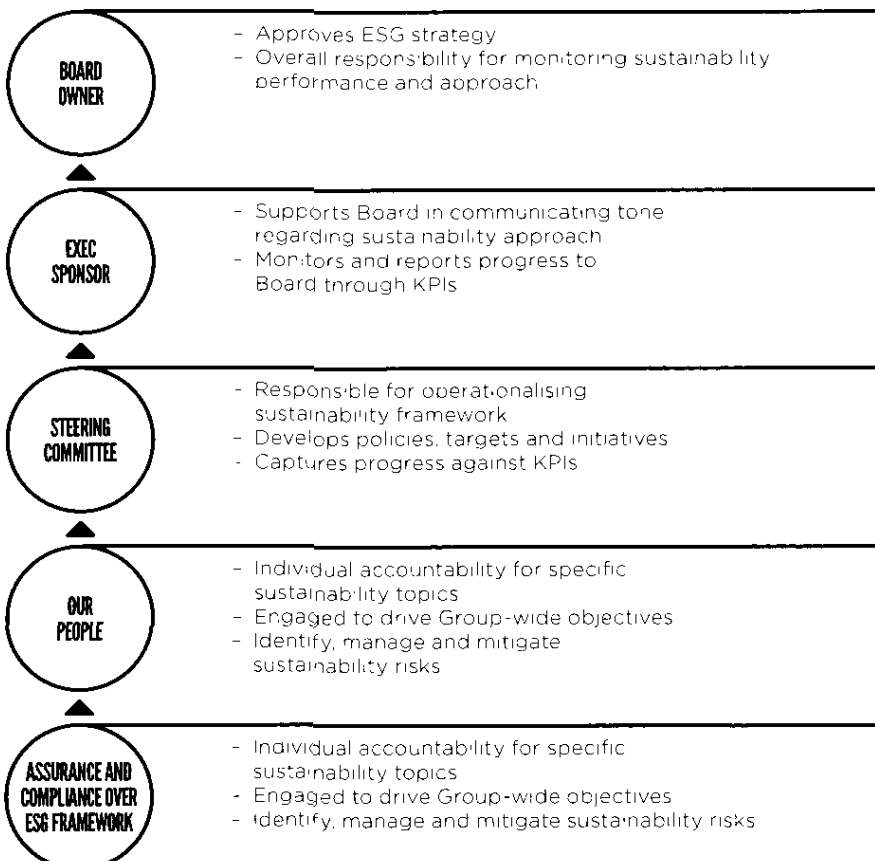 BOARD
OWNER
- Approves ESG strategy
- Overall responsibility for monitoring sustainability
performance and approach
EXEC
SPONSOR
- Supports Board in communicating tone
regarding sustainability approach
- Monitors and reports progress to
Board through KPIs
STEERING
COMMITTEE
- Responsible for operationalising
sustainability framework
- Develops policies, targets and initiatives
- Captures progress against KPIs
OUR
PEOPLE
- Individual accountability for specific
sustainability topics
- Engaged to drive Group-wide objectives
- Identify, manage and mitigate
sustainability risks
ASSURANCE AND
COMPLIANCE OVER
ESG FRAMEWORK
- Individual accountability for specific
sustainability topics
- Engaged to drive Group-wide objectives
- Identify, manage and mitigate sustainability risks